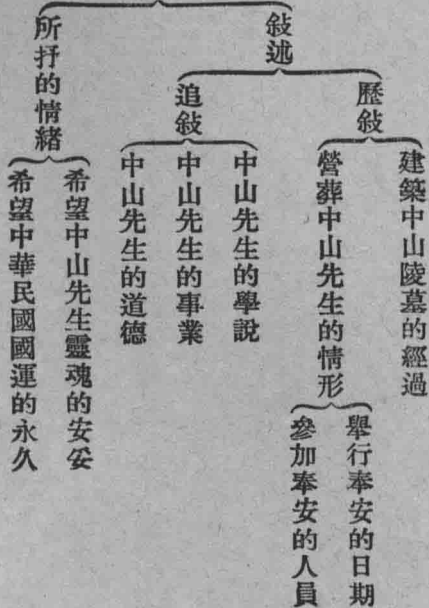 敍述
歷敍
建築中山陵墓的經過
營葬中山先生的情形
舉行奉安的日期
參加奉安的人員
追敍
中山先生的學說
中山先生的事業
中山先生的道德
所抒的情緒
希望中山先生靈魂的安妥
希望中華民國國運的永久